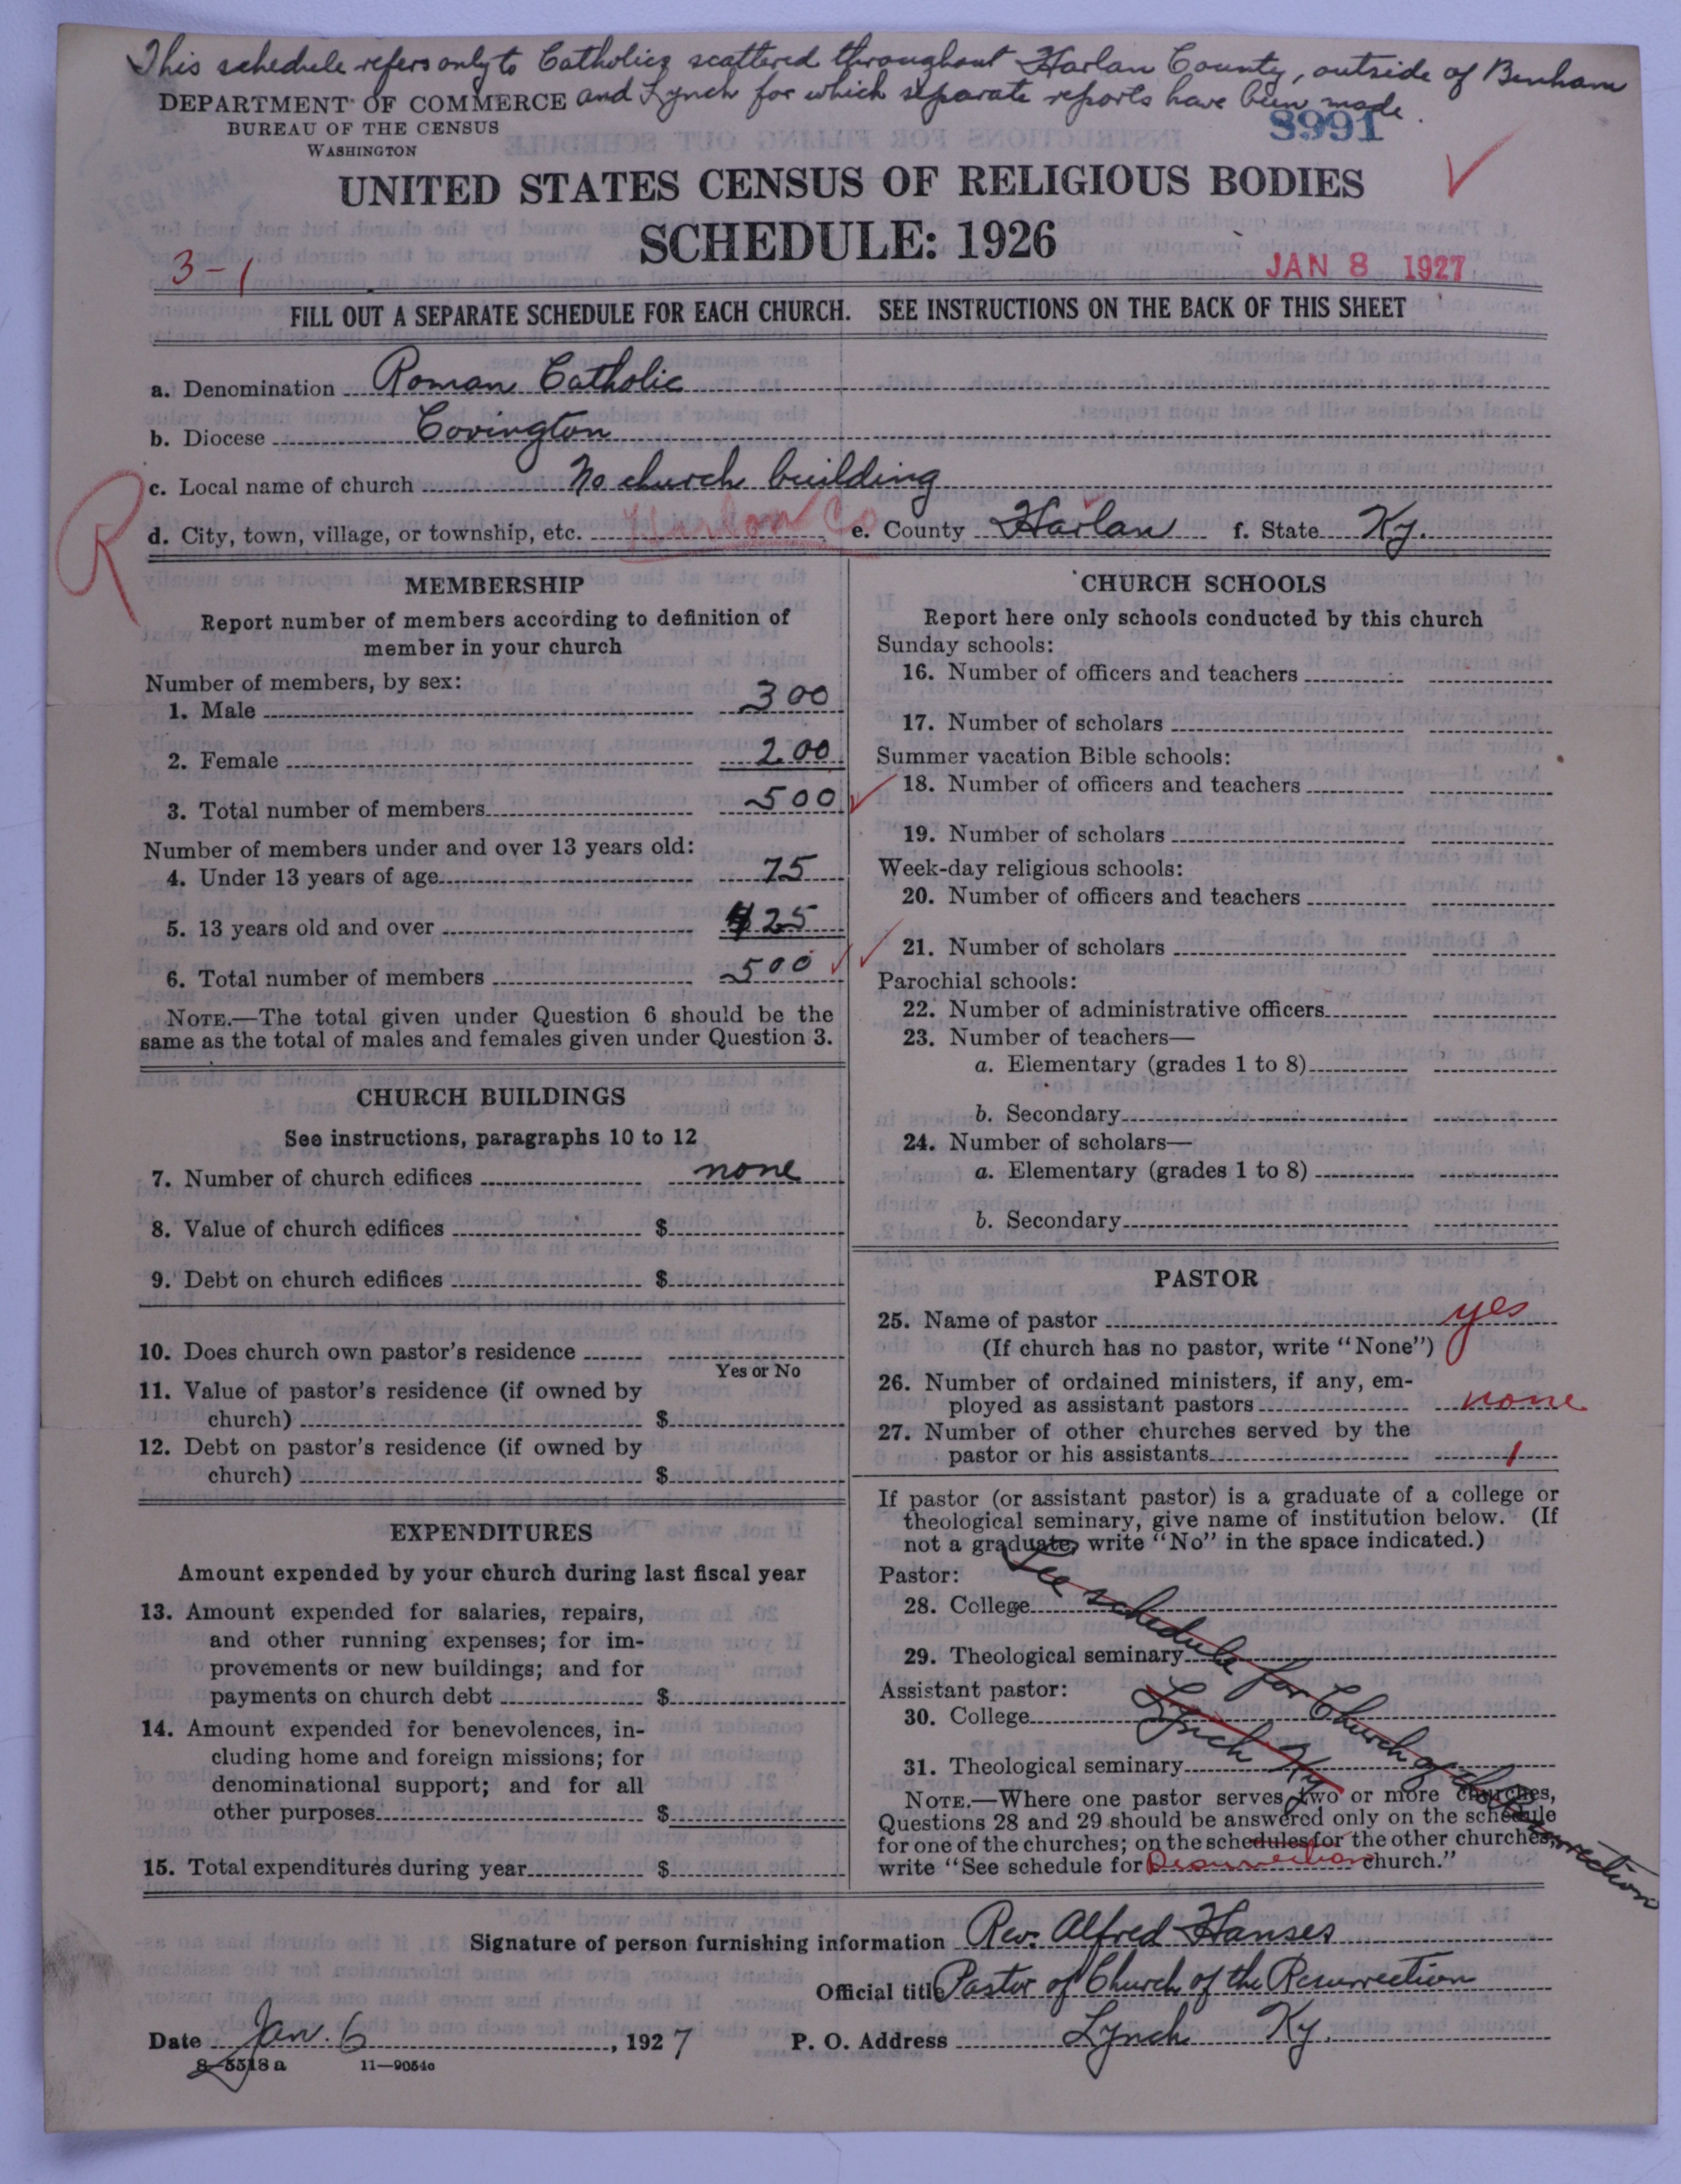 This schedule refers only to Catholics scattered throughout Harlan County, outside of Benham
and Lynch for which separate reports have been made.
DEPARTMENT OF COMMERCE
BUREAU OF THE CENSUS
WASHINGTON
8991
UNITED STATES CENSUS OF RELIGIOUS BODIES
SCHEDULE: 1926
3-1
JAN 8 1927
FILL OUT A SEPARATE SCHEDULE FOR EACH CHURCH. SEE INSTRUCTIONS ON THE BACK OF THIS SHEET
a. Denomination Roman Catholic
b. Diocese Covington
c. Local name of church No church building
R
d. City, town, village, or township, etc. Harlan Co e. County Harlan f. State Ky.
MEMBERSHIP
Report number of members according to definition of
member in your church
Number of members, by sex:
1. Male 300
2. Female 200
3. Total number of members 500
Number of members under and over 13 years old:
4. Under 13 years of age 75
5. 13 years old and over 425
6. Total number of members 500
NOTE.—The total given under Question 6 should be the
same as the total of males and females given under Question 3.
CHURCH BUILDINGS
See instructions, paragraphs 10 to 12
7. Number of church edifices none
8. Value of church edifices $
9. Debt on church edifices $
10. Does church own pastor's residence
Yes or No
11. Value of pastor's residence (if owned by
church) $
12. Debt on pastor's residence (if owned by
church) $
EXPENDITURES
Amount expended by your church during last fiscal year
13. Amount expended for salaries, repairs,
and other running expenses; for im-
provements or new buildings; and for
payments on church debt $
14. Amount expended for benevolences, in-
cluding home and foreign missions; for
denominational support; and for all
other purposes $
15. Total expenditures during year $
CHURCH SCHOOLS
Report here only schools conducted by this church
Sunday schools:
16. Number of officers and teachers
17. Number of scholars
Summer vacation Bible schools:
18. Number of officers and teachers
19. Number of scholars
Week-day religious schools:
20. Number of officers and teachers
21. Number of scholars
Parochial schools:
22. Number of administrative officers
23. Number of teachers—
a. Elementary (grades 1 to 8)
b. Secondary
24. Number of scholars—
a. Elementary (grades 1 to 8)
b. Secondary
PASTOR
25. Name of pastor yes
(If church has no pastor, write "None")
26. Number of ordained ministers, if any, em-
ployed as assistant pastors none
27. Number of other churches served by the
pastor or his assistants 1
If pastor (or assistant pastor) is a graduate of a college or
theological seminary, give name of institution below. (If
not a graduate, write "No" in the space indicated.)
Pastor:
28. College
29. Theological seminary
Assistant pastor:
30. College
31. Theological seminary
See schedule for Church of Resurrection
Lynch Ky
NOTE.—Where one pastor serves two or more churches,
Questions 28 and 29 should be answered only on the schedule
for one of the churches; on the schedules for the other churches,
write "See schedule for Resurrection church."
Signature of person furnishing information Rev. Alfred Hanses
Official title Pastor of Church of the Resurrection
Date Jan. 6, 1927 P. O. Address Lynch Ky.
8-5518 a 11—9054c